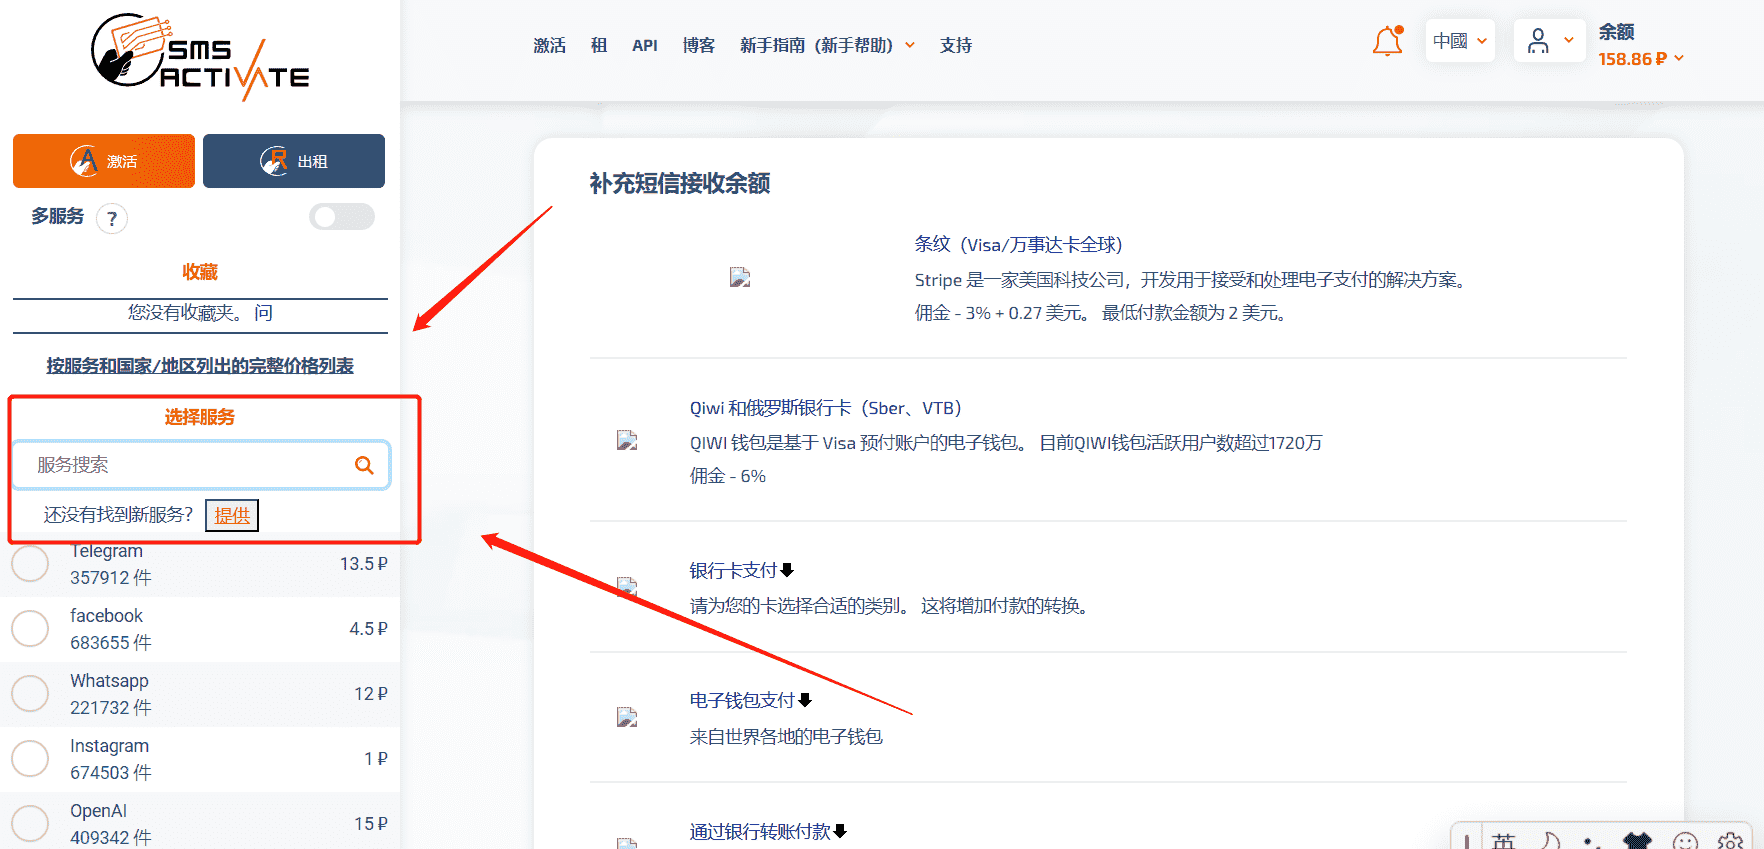 SMS
ACTIVATE
激活
租
API
博客
新手指南（新手帮助）
支持
中國
余额
158.86 ₽
激活
出租
多服务 ?
收藏
您没有收藏夹。 问
按服务和国家/地区列出的完整价格列表
选择服务
服务搜索
还没有找到新服务？ 提供
Telegram
357912 件
13.5 ₽
facebook
683655 件
4.5 ₽
Whatsapp
221732 件
12 ₽
Instagram
674503 件
1 ₽
OpenAI
409342 件
15 ₽
补充短信接收余额
条纹（Visa/万事达卡全球）
Stripe 是一家美国科技公司，开发用于接受和处理电子支付的解决方案。
佣金 - 3% + 0.27 美元。 最低付款金额为 2 美元。
Qiwi 和俄罗斯银行卡（Sber、VTB）
QIWI 钱包是基于 Visa 预付账户的电子钱包。 目前QIWI钱包活跃用户数超过1720万
佣金 - 6%
银行卡支付
请为您的卡选择合适的类别。 这将增加付款的转换。
电子钱包支付
来自世界各地的电子钱包
通过银行转账付款
英